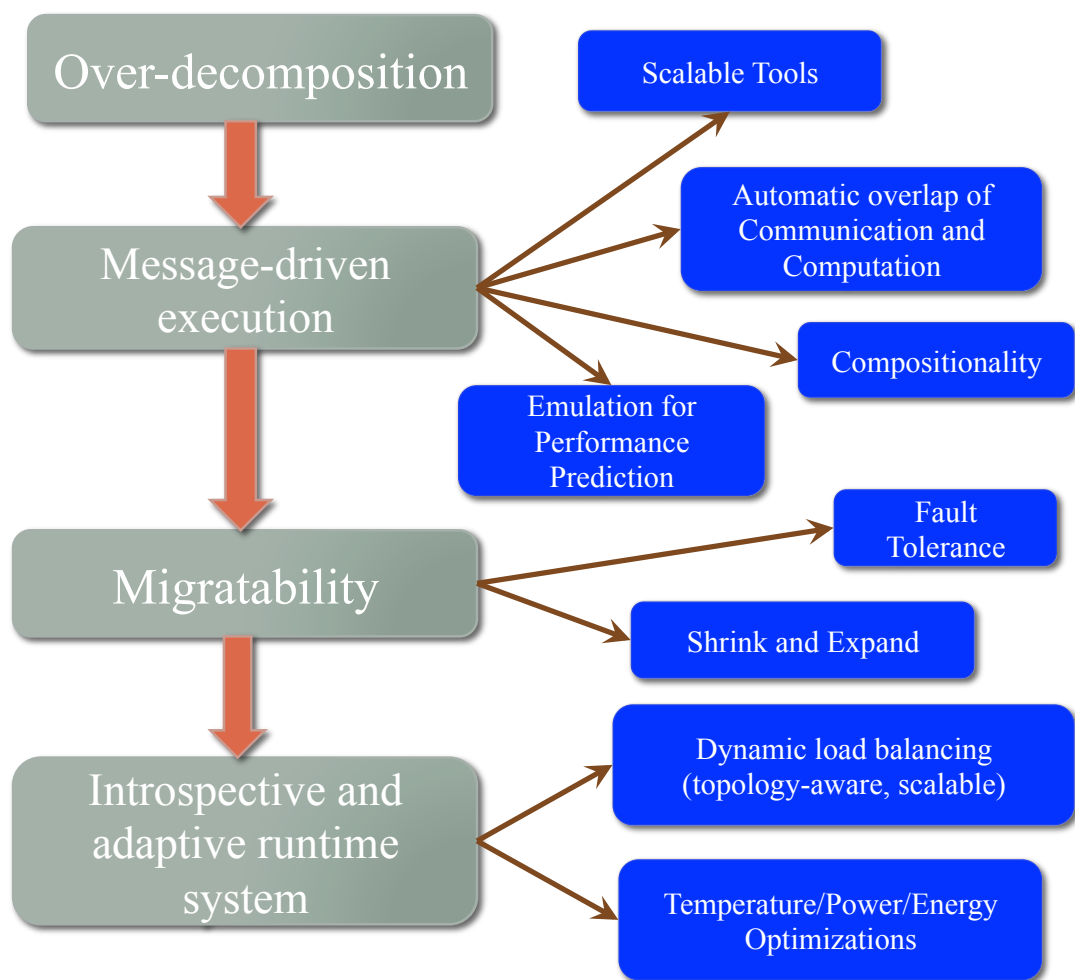 Over-decomposition
Scalable Tools
Automatic overlap of
Communication and
Computation
Message-driven
execution
Compositionality
Emulation for
Performance
Prediction
Fault
Tolerance
Migratability
Shrink and Expand
Dynamic load balancing
(topology-aware, scalable)
Introspective and
adaptive runtime
system
Temperature/Power/Energy
Optimizations